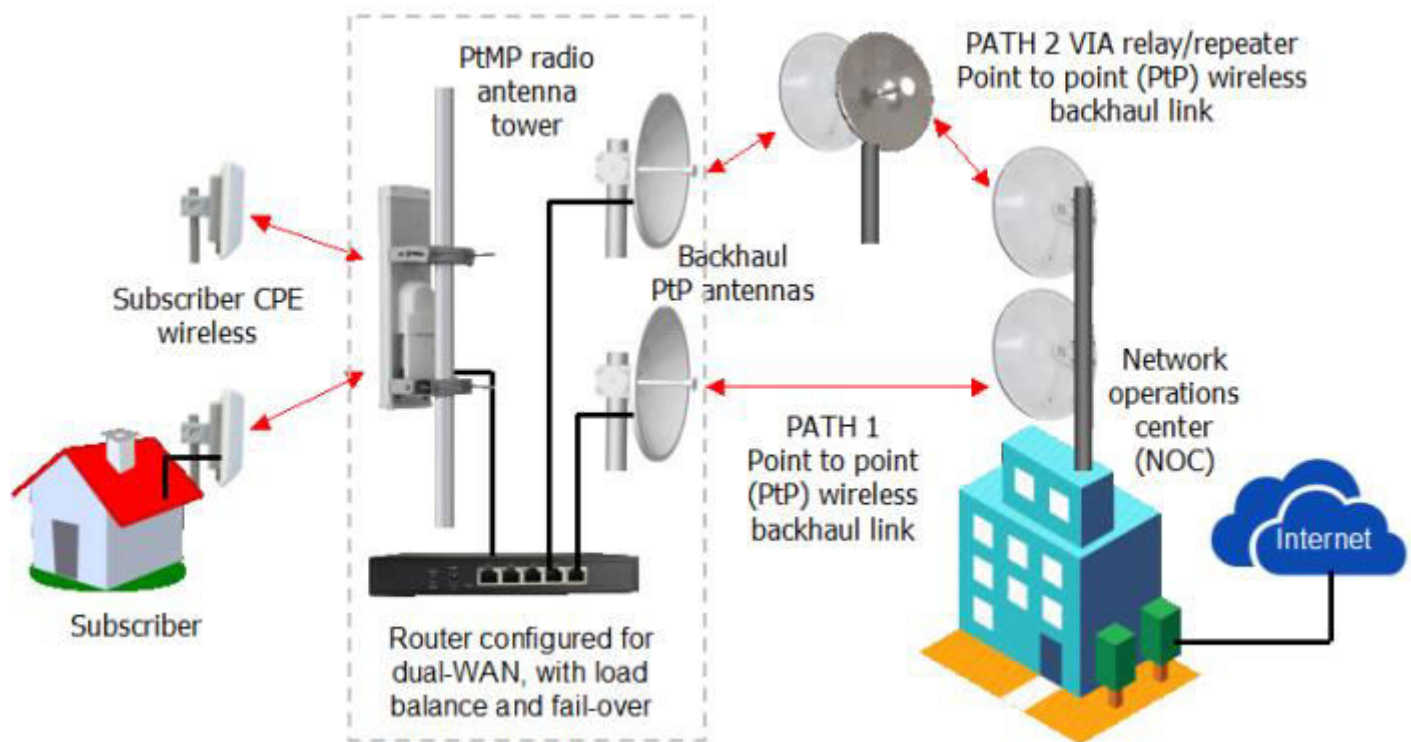 PtMP radio
antenna
tower
PATH 2 VIA relay/repeater
Point to point (PtP) wireless
backhaul link
Subscriber CPE
wireless
Backhaul
PtP antennas
Network
operations
center
(NOC)
PATH 1
Point to point
(PtP) wireless
backhaul link
Internet
Subscriber
Router configured for
dual-WAN, with load
balance and fail-over